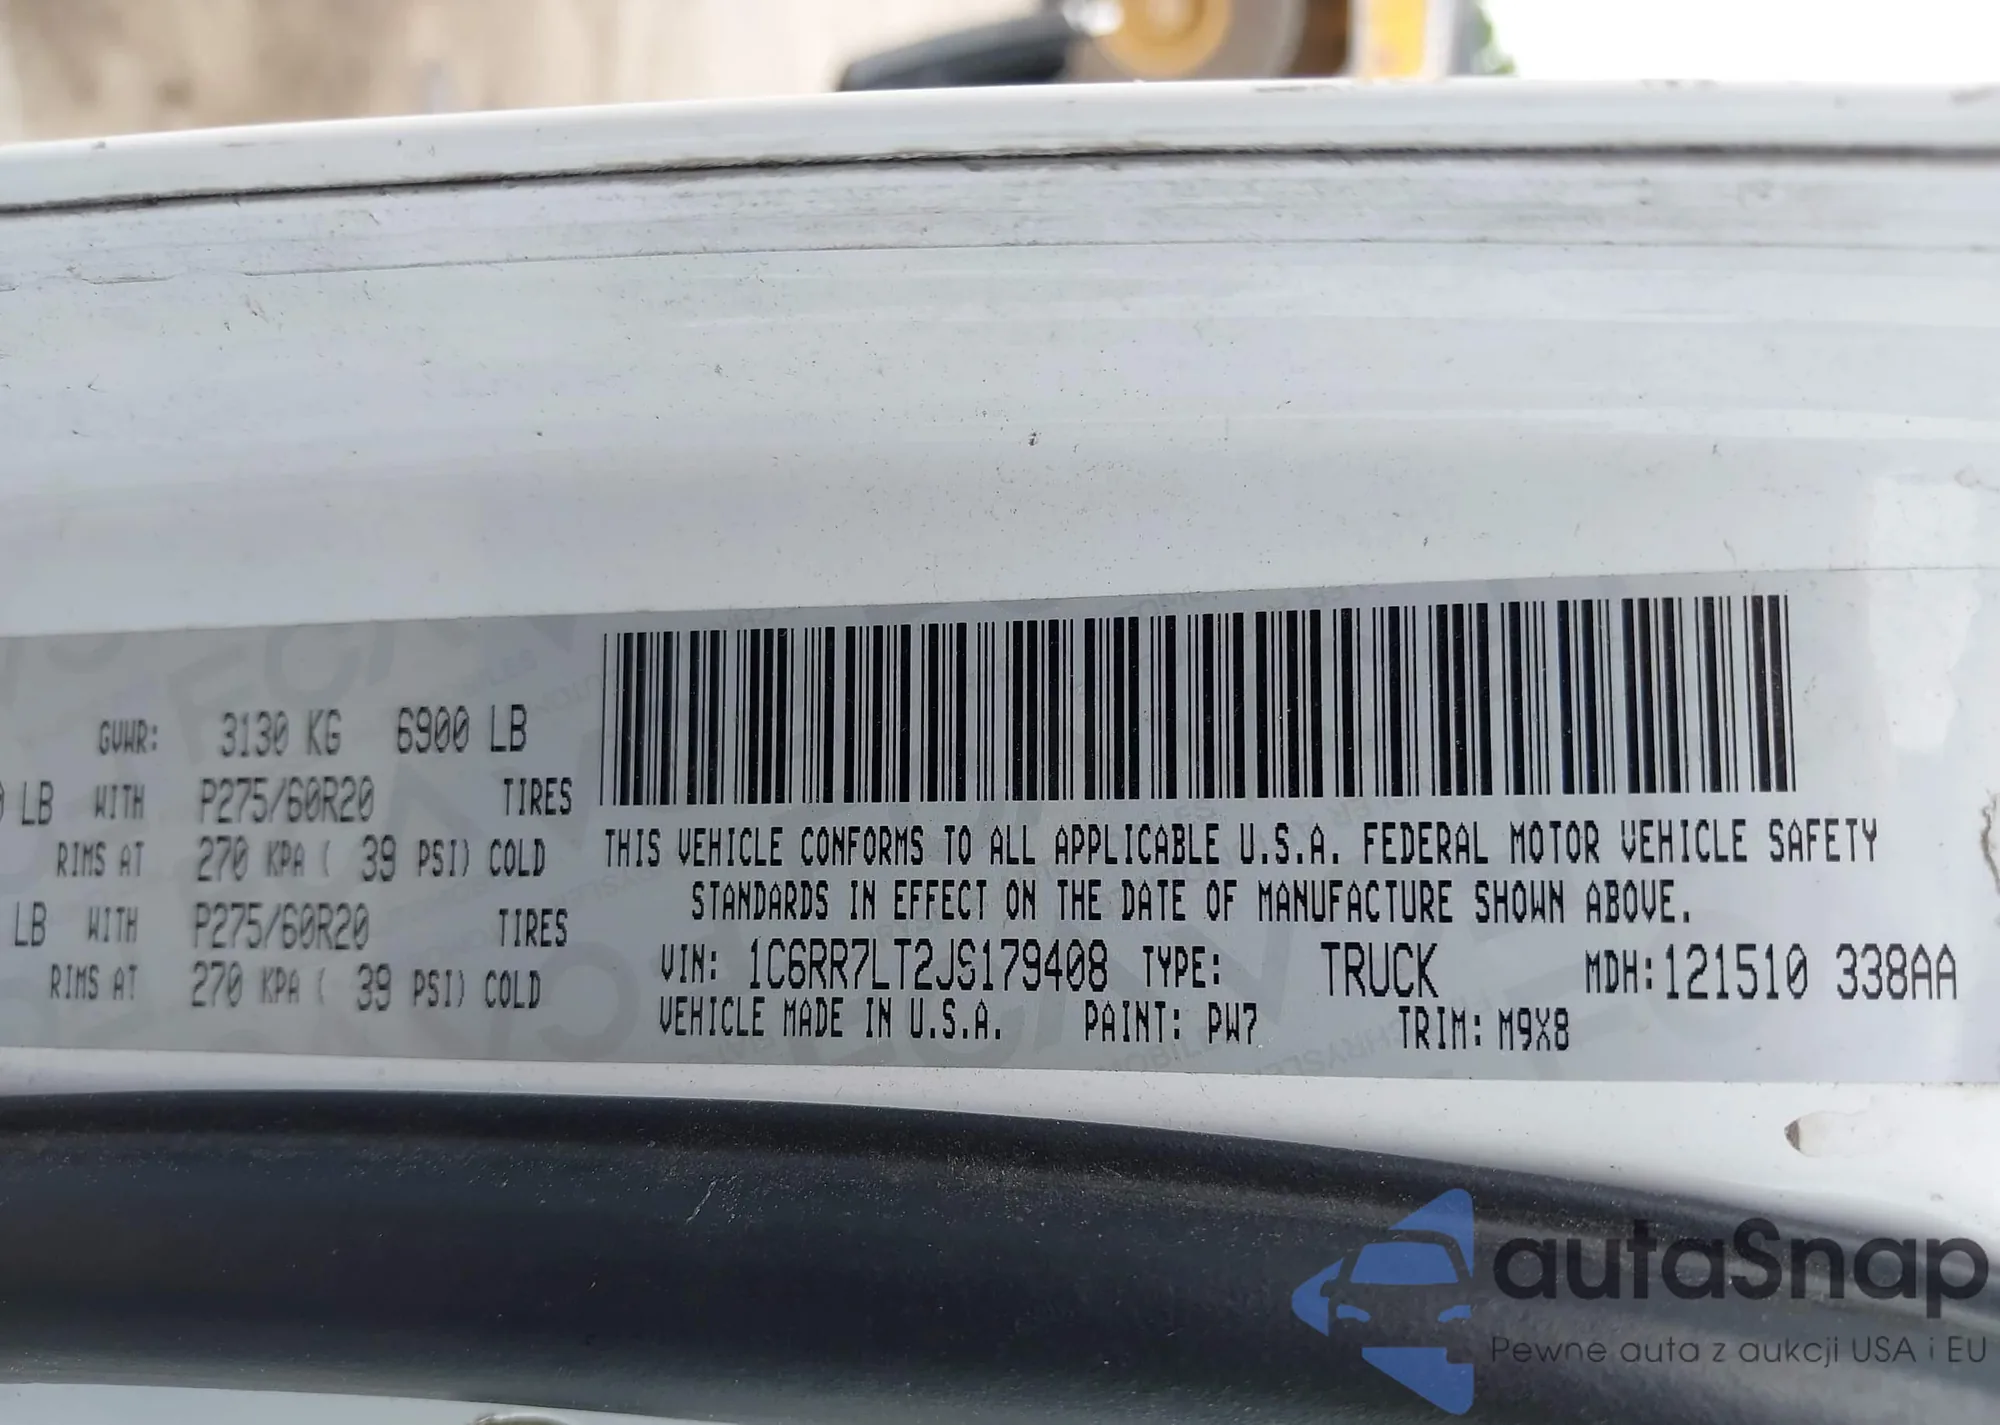 GVWR: 3130 KG 6900 LB
LB WITH P275/60R20 TIRES
RIMS AT 270 KPA ( 39 PSI) COLD
LB WITH P275/60R20 TIRES
RIMS AT 270 KPA ( 39 PSI) COLD
THIS VEHICLE CONFORMS TO ALL APPLICABLE U.S.A. FEDERAL MOTOR VEHICLE SAFETY
STANDARDS IN EFFECT ON THE DATE OF MANUFACTURE SHOWN ABOVE.
VIN: 1C6RR7LT2JS179408 TYPE: TRUCK MDH:121510 338AA
VEHICLE MADE IN U.S.A. PAINT: PW7 TRIM: M9X8
autaSnap
Pewne auta z aukcji USA i EU